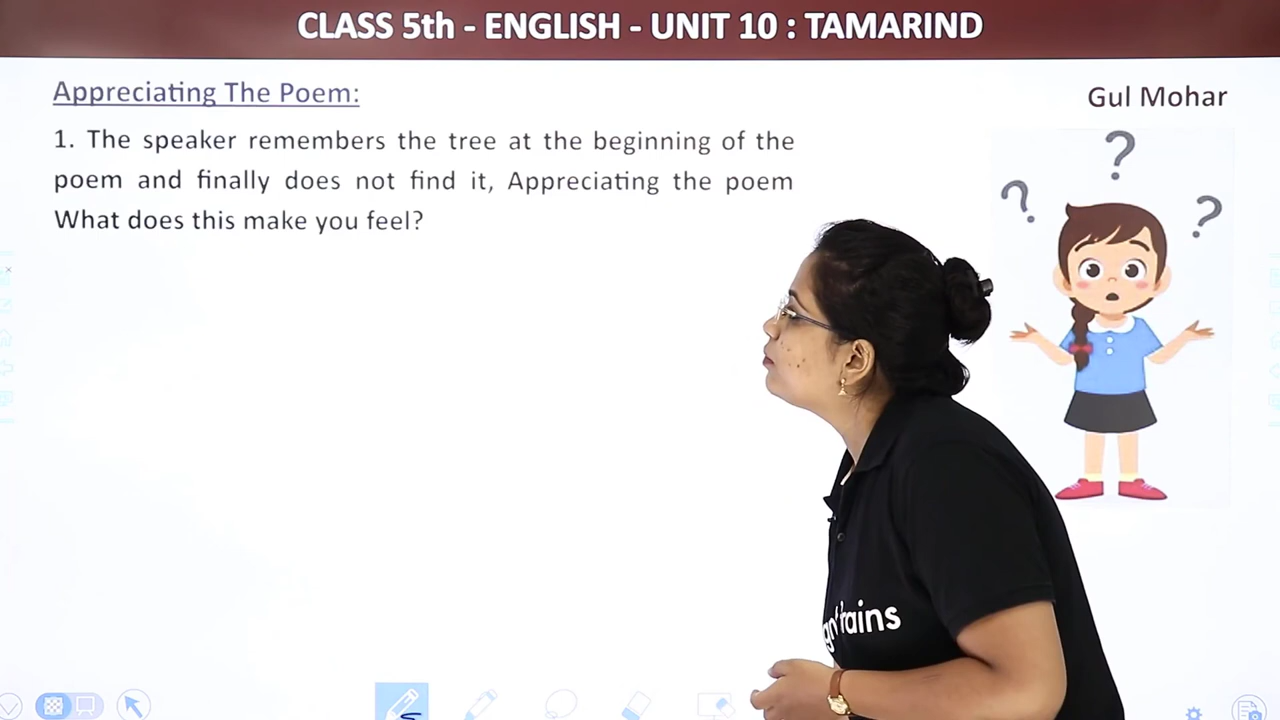 CLASS 5th - ENGLISH - UNIT 10 : TAMARIND
Appreciating The Poem:
Gul Mohar
1. The speaker remembers the tree at the beginning of the
poem and finally does not find it, Appreciating the poem
What does this make you feel?
? ? ?
rains